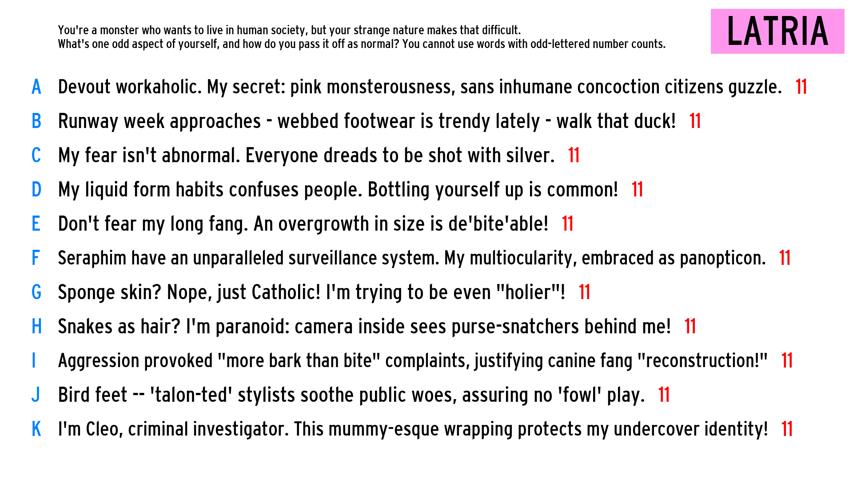 You're a monster who wants to live in human society, but your strange nature makes that difficult.
What's one odd aspect of yourself, and how do you pass it off as normal? You cannot use words with odd-lettered number counts.
LATRIA
A Devout workaholic. My secret: pink monsterousness, sans inhumane concoction citizens guzzle. 11
B Runway week approaches - webbed footwear is trendy lately - walk that duck! 11
C My fear isn't abnormal. Everyone dreads to be shot with silver. 11
D My liquid form habits confuses people. Bottling yourself up is common! 11
E Don't fear my long fang. An overgrowth in size is de'bite'able! 11
F Seraphim have an unparalleled surveillance system. My multiocularity, embraced as panopticon. 11
G Sponge skin? Nope, just Catholic! I'm trying to be even "holier"! 11
H Snakes as hair? I'm paranoid: camera inside sees purse-snatchers behind me! 11
I Aggression provoked "more bark than bite" complaints, justifying canine fang "reconstruction!" 11
J Bird feet -- 'talon-ted' stylists soothe public woes, assuring no 'fowl' play. 11
K I'm Cleo, criminal investigator. This mummy-esque wrapping protects my undercover identity! 11